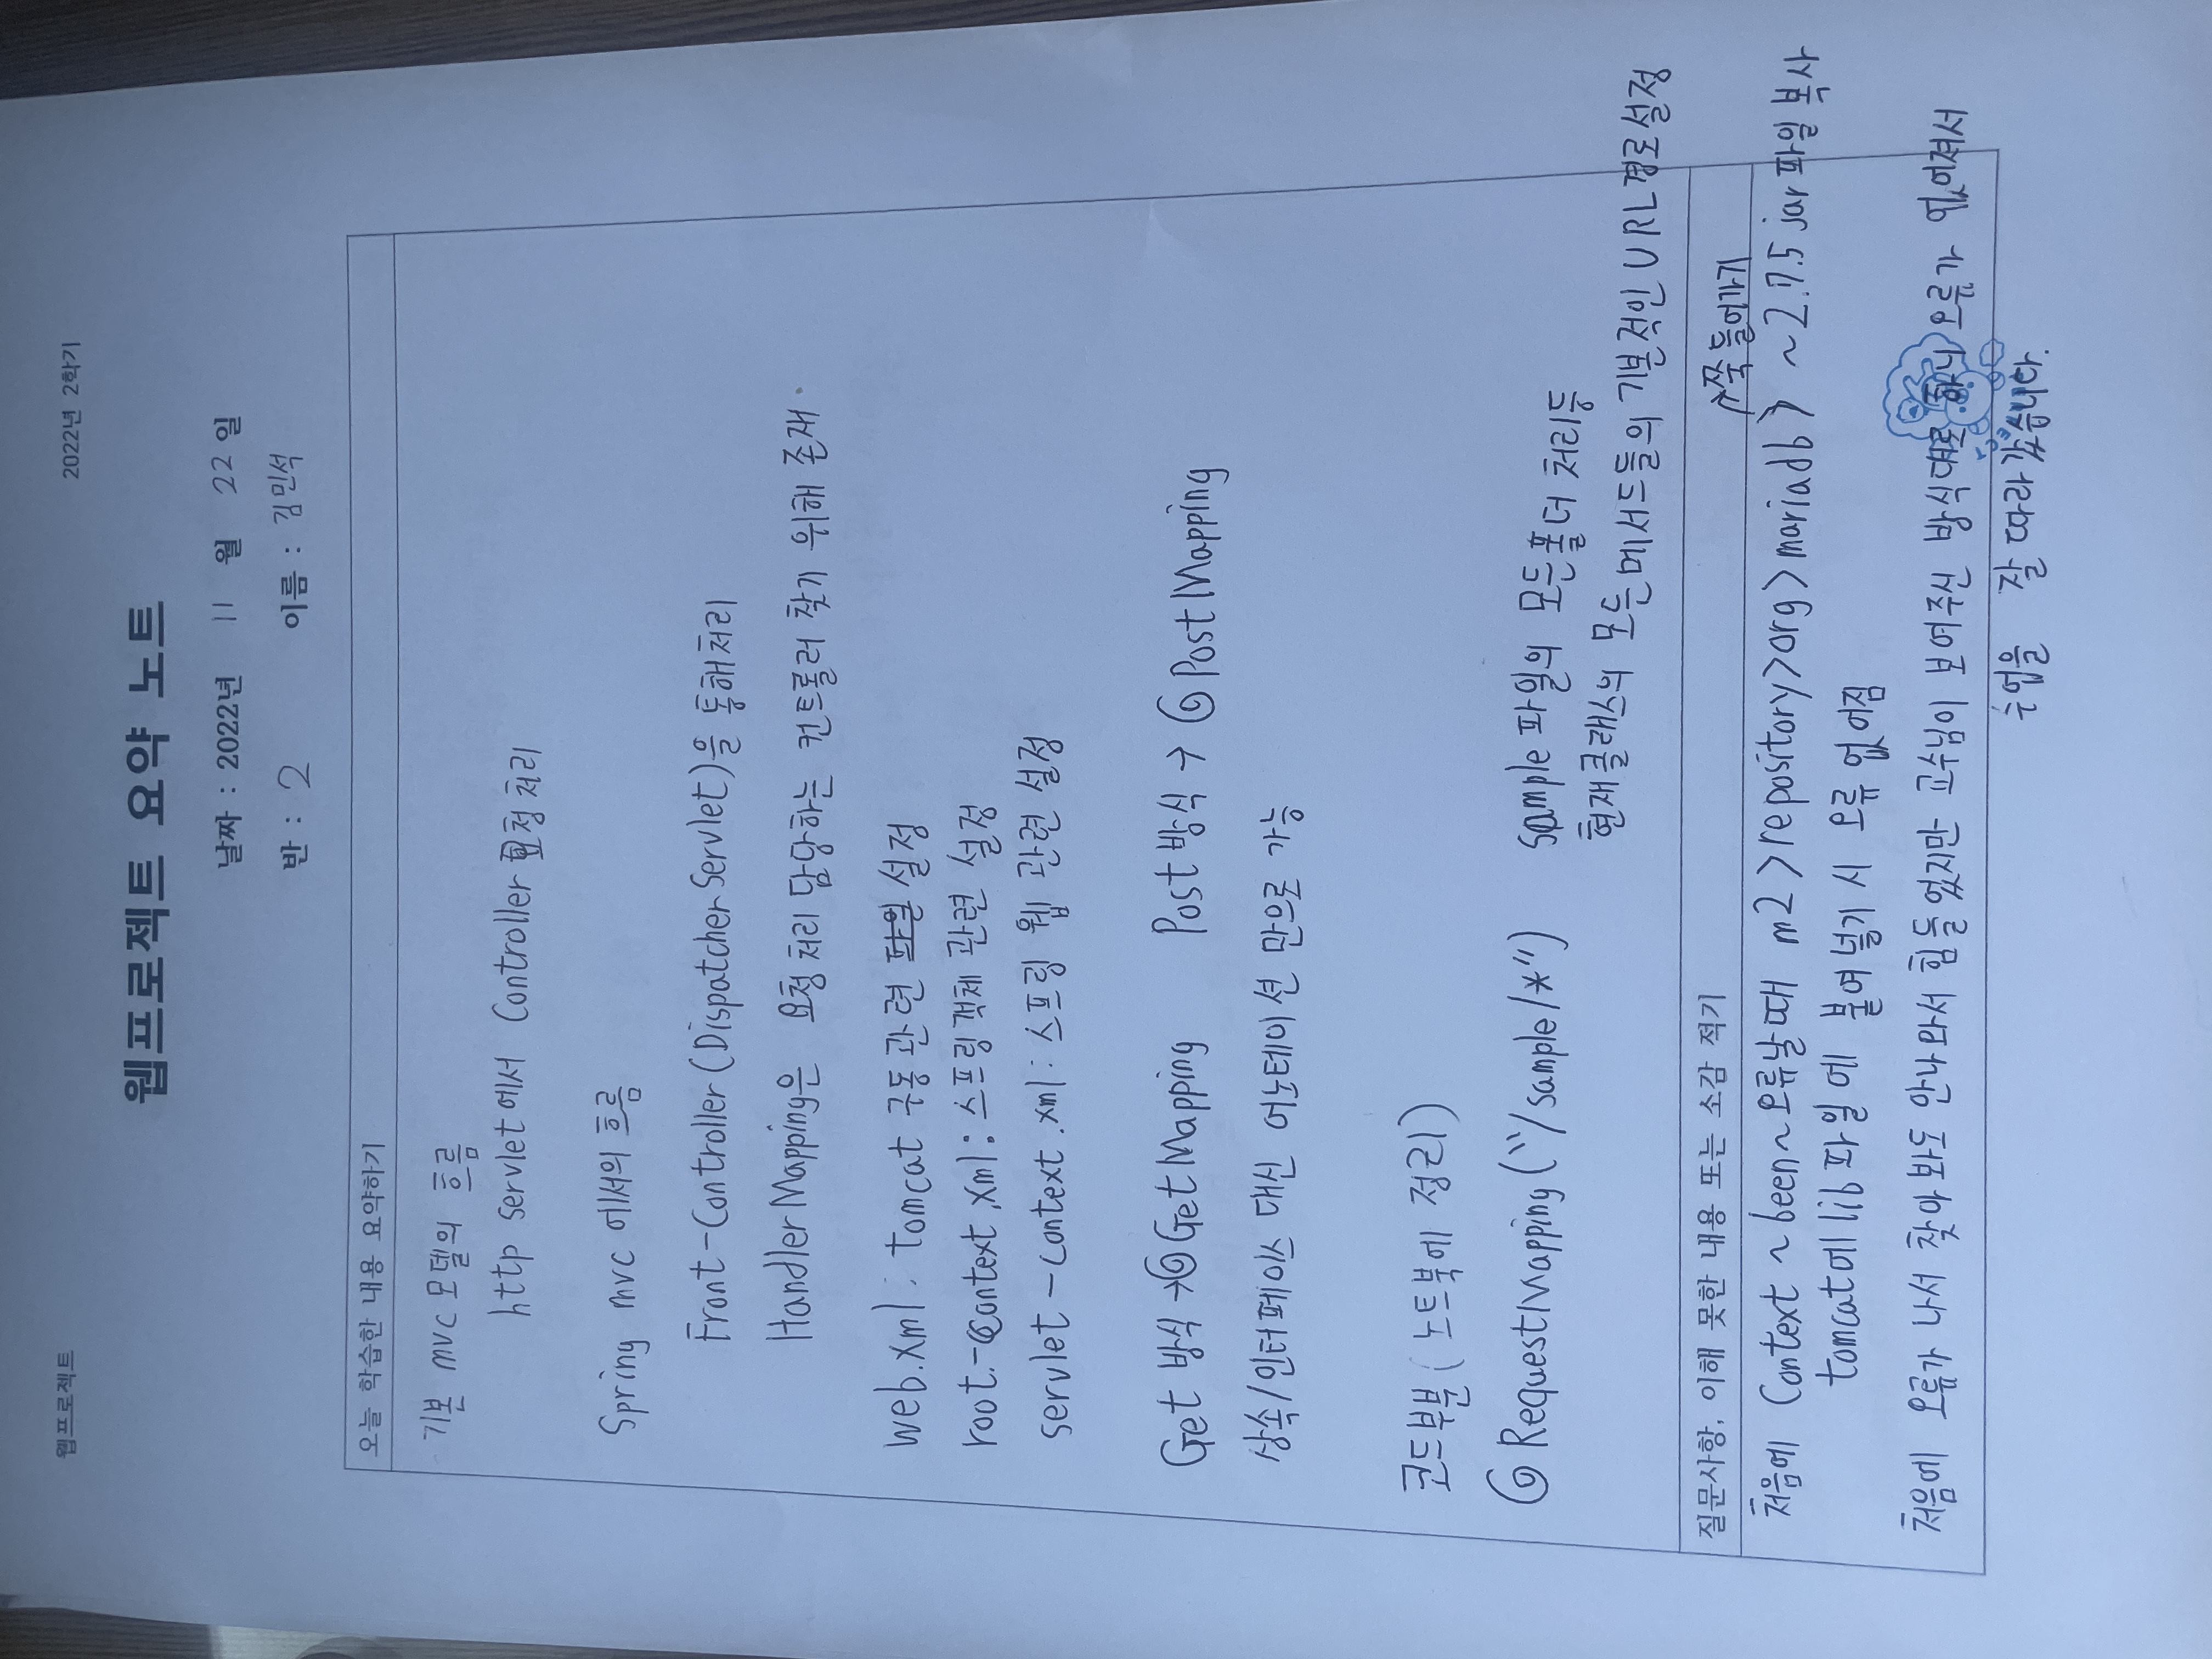 웹프로젝트
2022년 2학기
웹프로젝트 요약 노트
날짜 : 2022년 11 월 22 일
반 : 2 이름 : 김민석
오늘 학습한 내용 요약하기
기본 mvc 모델의 흐름
http servlet에서 Controller 요청처리
Spring mvc 에서의 흐름
Front-Controller (Dispatcher Servlet)을 통해처리
HandlerMapping은 요청처리 담당하는 컨트롤러 찾기 위해 존재.
web.xml : tomcat 구동관련 파일 설정
root.-context.xml : 스프링객체 관련 설정
servlet-context.xml : 스프링 웹 관련 설정
Get 방식 → @GetMapping Post방식 → @PostMapping
상속/인터페이스 대신 어노테이션 만으로 가능
코드부분 (노트북에 정리)
@RequestMapping ("/sample/*") sample 파일의 모든폴더 처리등
현재클래스의 모든메서드들의 기본적인 URL경로설정
질문사항, 이해 못한 내용 또는 소감 적기
↱쭉 들어가기
처음에 Context ~been~오류날때 m2 > repository > org > mariadb > ~2.7.5 jar 파일 복사
tomcat에 lib 파일에 붙여넣기 시 오류 없어짐
처음에 오류가 나서 찾아봐도 안나와서 힘들었지만 교수님이 보여주신 방식대로 하니 오류가 없어져서
수업을 잘 따라갔습니다.